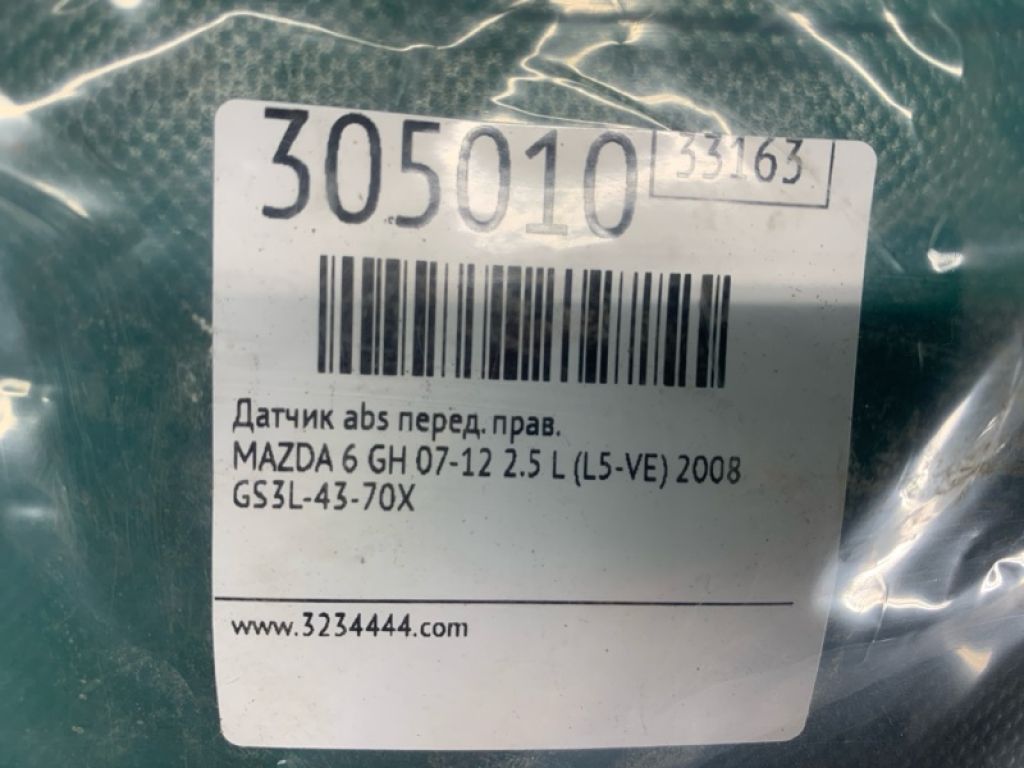 305010 33163
Датчик abs перед. прав.
MAZDA 6 GH 07-12 2.5 L (L5-VE) 2008
GS3L-43-70X
www.3234444.com